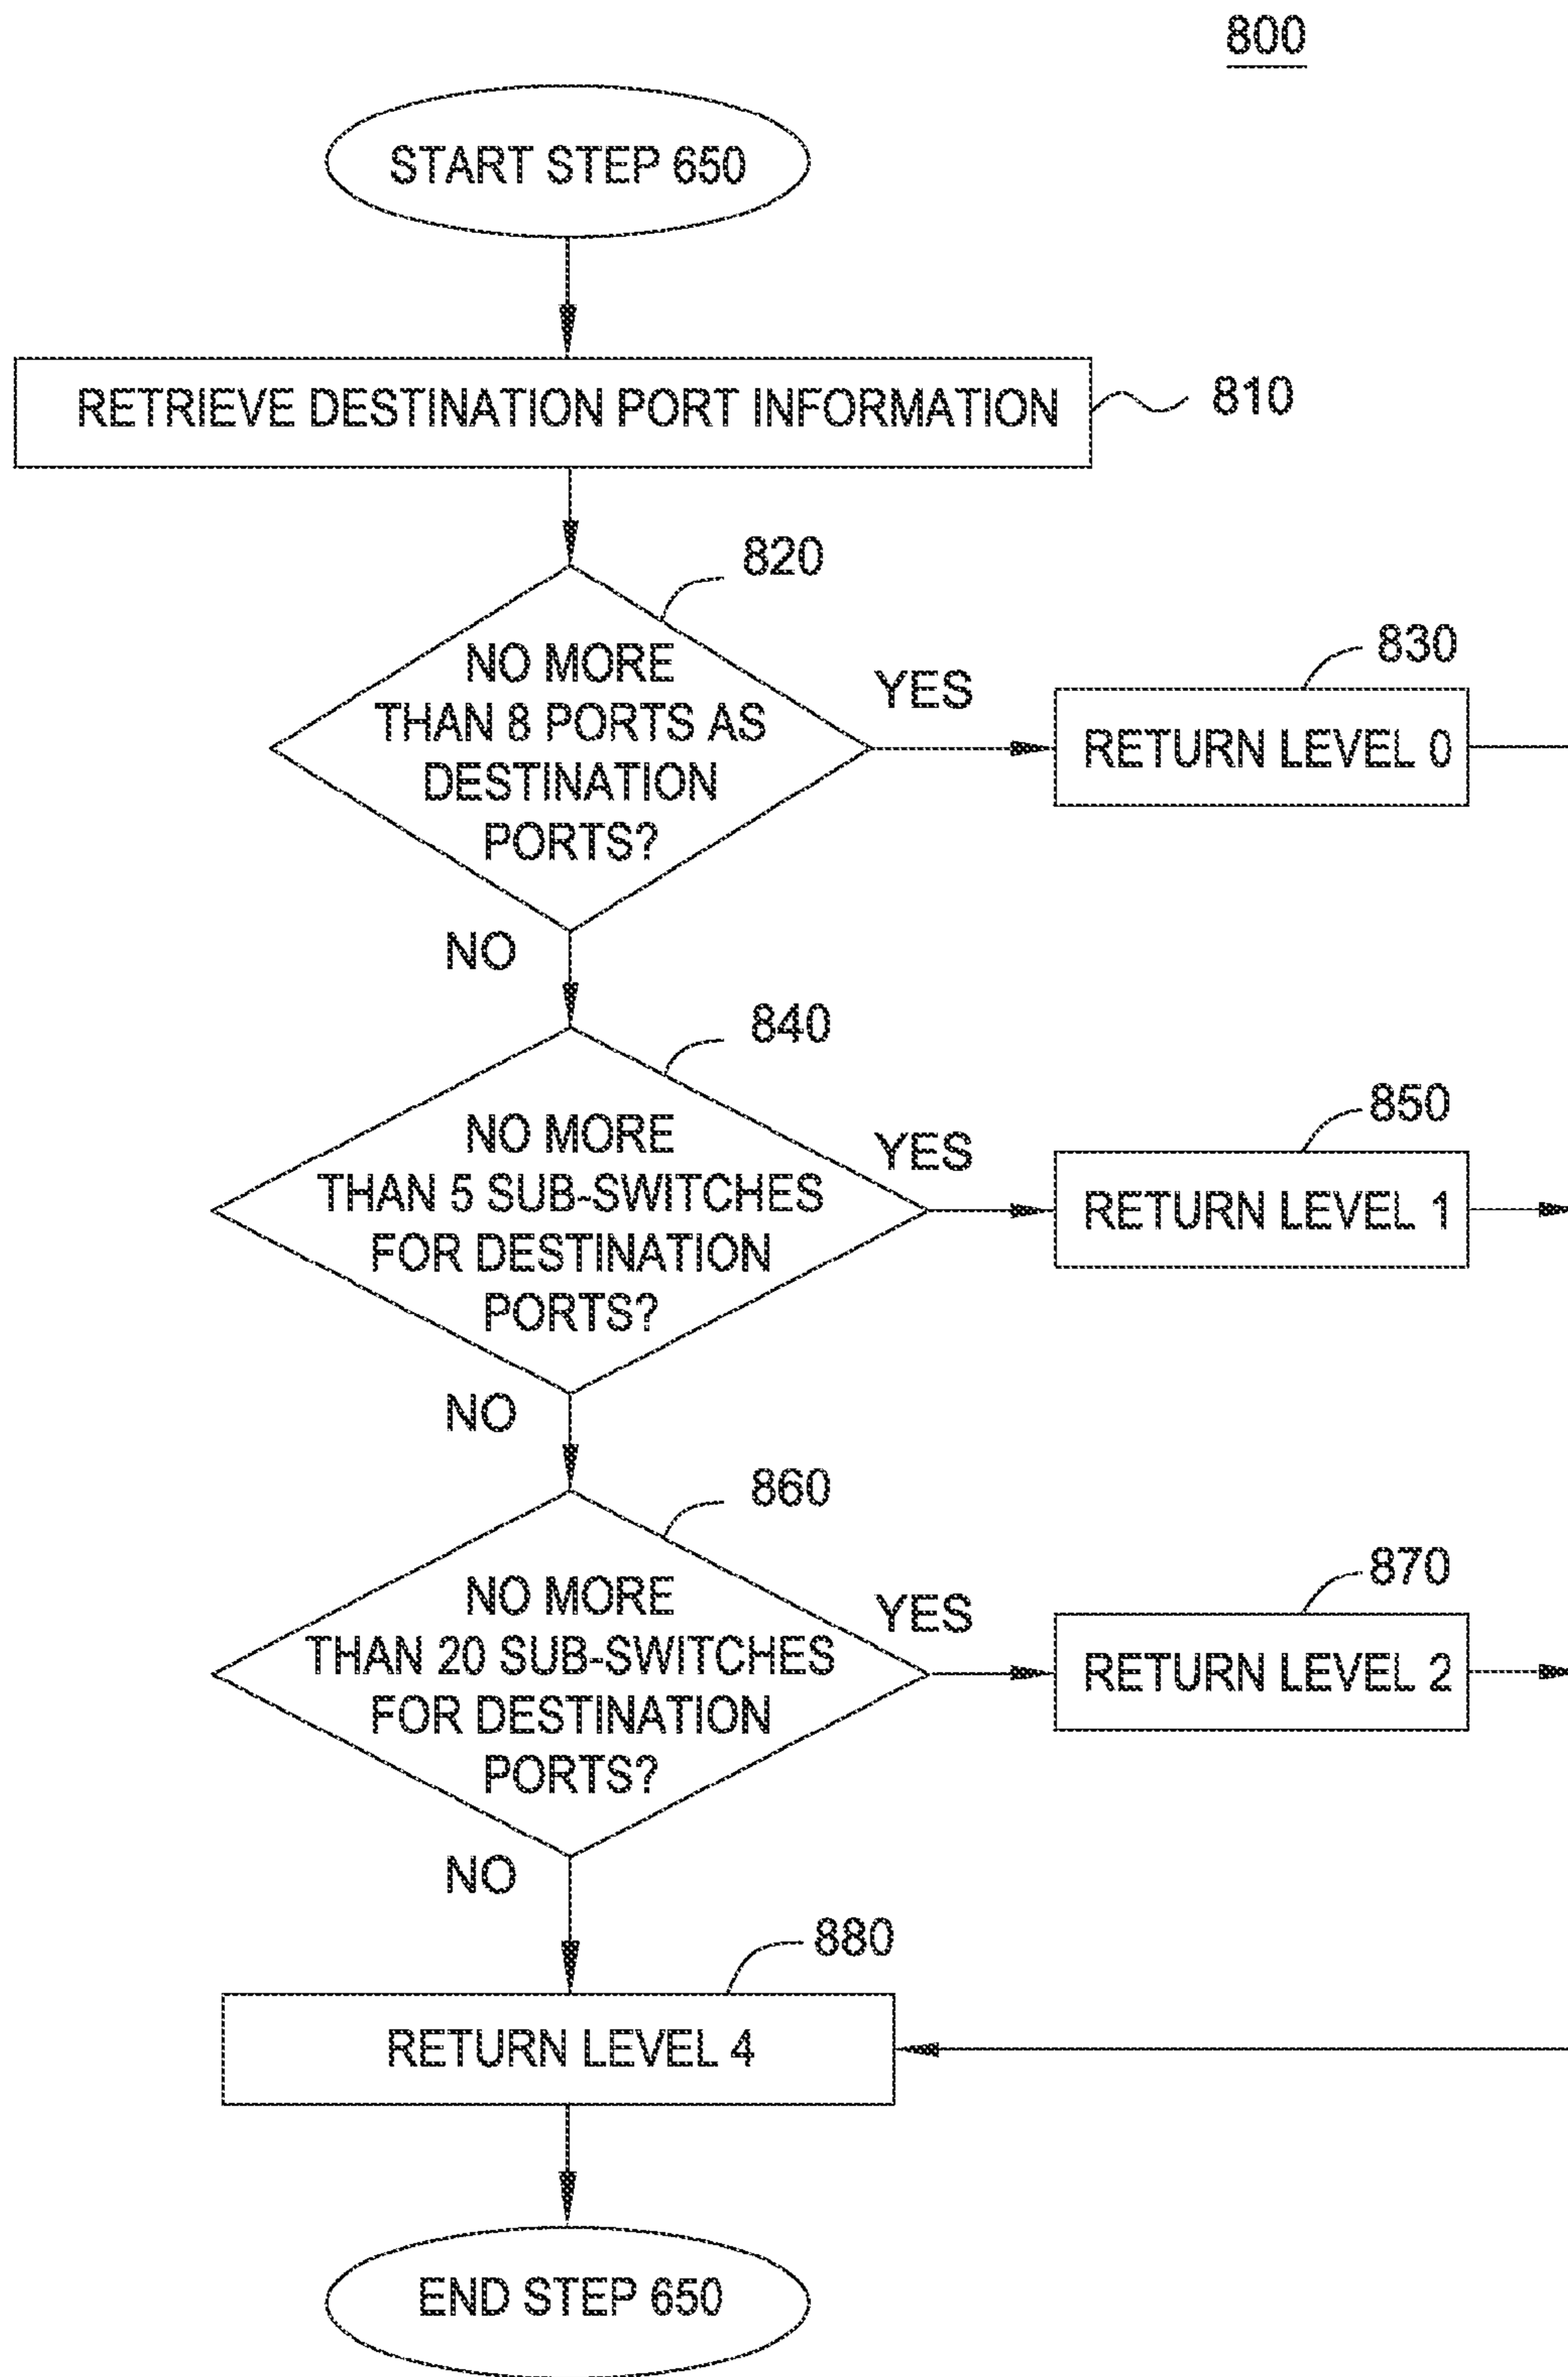 800
START STEP 650
RETRIEVE DESTINATION PORT INFORMATION
810
820
NO MORE
THAN 8 PORTS AS
DESTINATION
PORTS?
YES
830
RETURN LEVEL 0
NO
840
NO MORE
THAN 5 SUB-SWITCHES
FOR DESTINATION
PORTS?
YES
850
RETURN LEVEL 1
NO
860
NO MORE
THAN 20 SUB-SWITCHES
FOR DESTINATION
PORTS?
YES
870
RETURN LEVEL 2
NO
880
RETURN LEVEL 4
END STEP 650